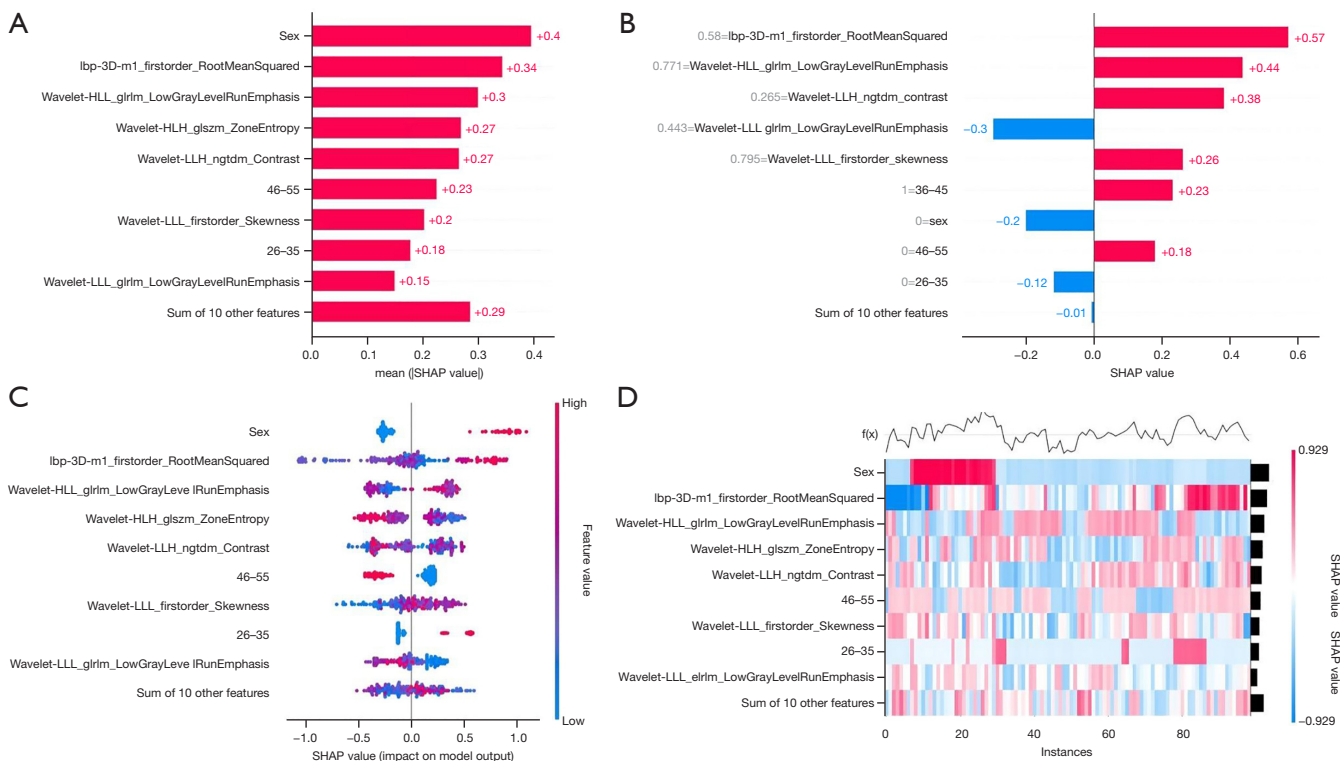 A
Sex
+0.4
lbp-3D-m1_firstorder_RootMeanSquared
+0.34
Wavelet-HLL_glrlm_LowGrayLevelRunEmphasis
+0.3
Wavelet-HLH_glszm_ZoneEntropy
+0.27
Wavelet-LLH_ngtdm_Contrast
+0.27
46–55
+0.23
Wavelet-LLL_firstorder_Skewness
+0.2
26–35
+0.18
Wavelet-LLL_glrlm_LowGrayLevelRunEmphasis
+0.15
Sum of 10 other features
+0.29
0.0 0.1 0.2 0.3 0.4
mean (|SHAP value|)
B
0.58=lbp-3D-m1_firstorder_RootMeanSquared
+0.57
0.771=Wavelet-HLL_glrlm_LowGrayLevelRunEmphasis
+0.44
0.265=Wavelet-LLH_ngtdm_contrast
+0.38
0.443=Wavelet-LLL glrlm_LowGrayLevelRunEmphasis
−0.3
0.795=Wavelet-LLL_firstorder_skewness
+0.26
1=36–45
+0.23
0=sex
−0.2
0=46–55
+0.18
0=26–35
−0.12
Sum of 10 other features
−0.01
−0.2 0.0 0.2 0.4 0.6
SHAP value
C
Sex
lbp-3D-m1_firstorder_RootMeanSquared
Wavelet-HLL_glrlm_LowGrayLeve lRunEmphasis
Wavelet-HLH_glszm_ZoneEntropy
Wavelet-LLH_ngtdm_Contrast
46–55
Wavelet-LLL_firstorder_Skewness
26–35
Wavelet-LLL_glrlm_LowGrayLeve lRunEmphasis
Sum of 10 other features
−1.0 −0.5 0.0 0.5 1.0
SHAP value (impact on model output)
High
Feature value
Low
D
f(x)
Sex
lbp-3D-m1_firstorder_RootMeanSquared
Wavelet-HLL_glrlm_LowGrayLevelRunEmphasis
Wavelet-HLH_glszm_ZoneEntropy
Wavelet-LLH_ngtdm_Contrast
46–55
Wavelet-LLL_firstorder_Skewness
26–35
Wavelet-LLL_elrlm_LowGrayLevelRunEmphasis
Sum of 10 other features
0 20 40 60 80
Instances
0.929
SHAP value
SHAP value
−0.929